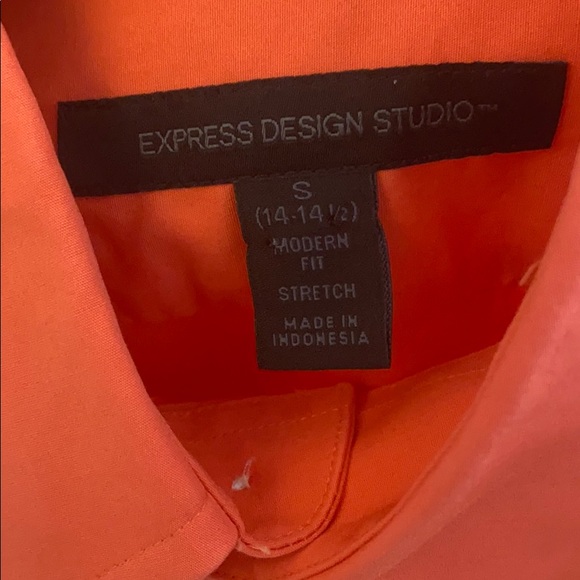 EXPRESS DESIGN STUDIO™
S
(14-14 1/2)
MODERN
FIT
STRETCH
MADE IN
INDONESIA